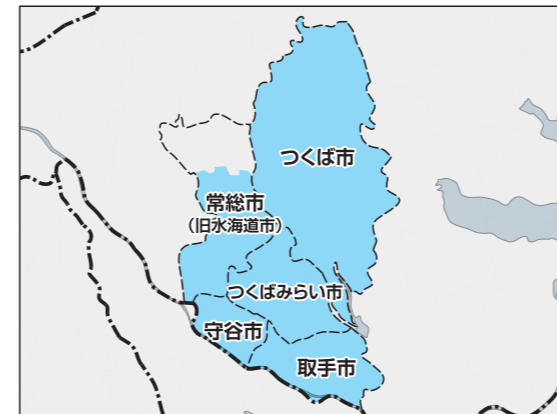 つくば市
常総市
（旧水海道市）
つくばみらい市
守谷市
取手市